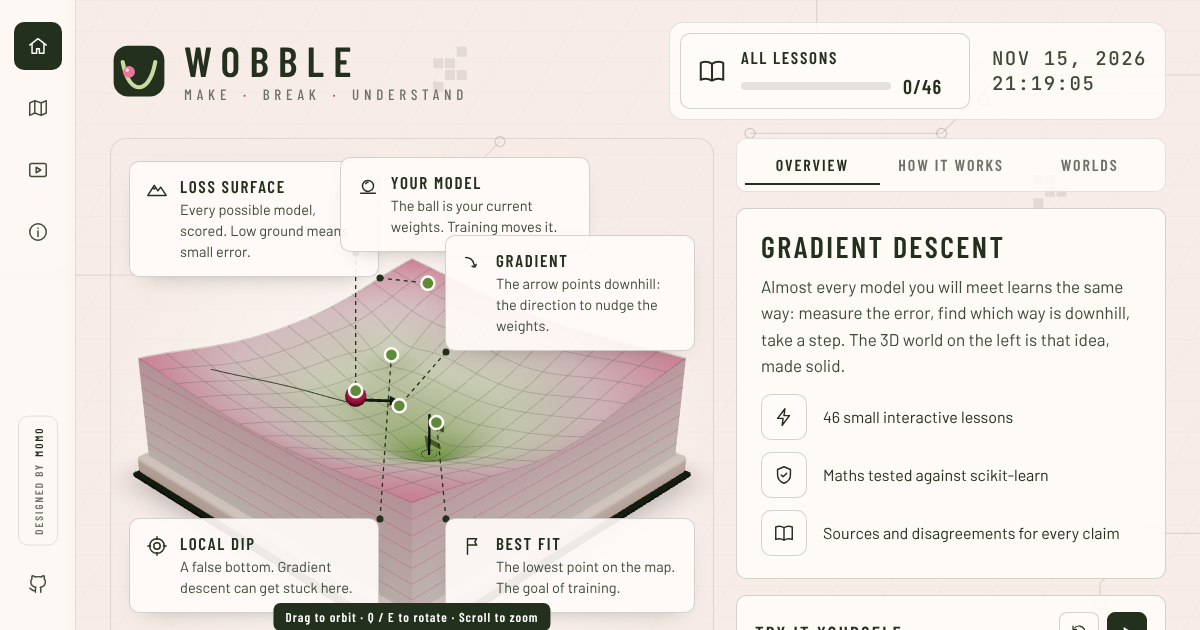 WOBBLE
MAKE · BREAK · UNDERSTAND
ALL LESSONS
0/46
NOV 15, 2026
21:19:05
LOSS SURFACE
Every possible model,
scored. Low ground means
small error.
YOUR MODEL
The ball is your current
weights. Training moves it.
GRADIENT
The arrow points downhill:
the direction to nudge the
weights.
LOCAL DIP
A false bottom. Gradient
descent can get stuck here.
BEST FIT
The lowest point on the map.
The goal of training.
Drag to orbit · Q / E to rotate · Scroll to zoom
OVERVIEW
HOW IT WORKS
WORLDS
GRADIENT DESCENT
Almost every model you will meet learns the same
way: measure the error, find which way is downhill,
take a step. The 3D world on the left is that idea,
made solid.
46 small interactive lessons
Maths tested against scikit-learn
Sources and disagreements for every claim
TRY IT YOURSELF
DESIGNED BY MOMO